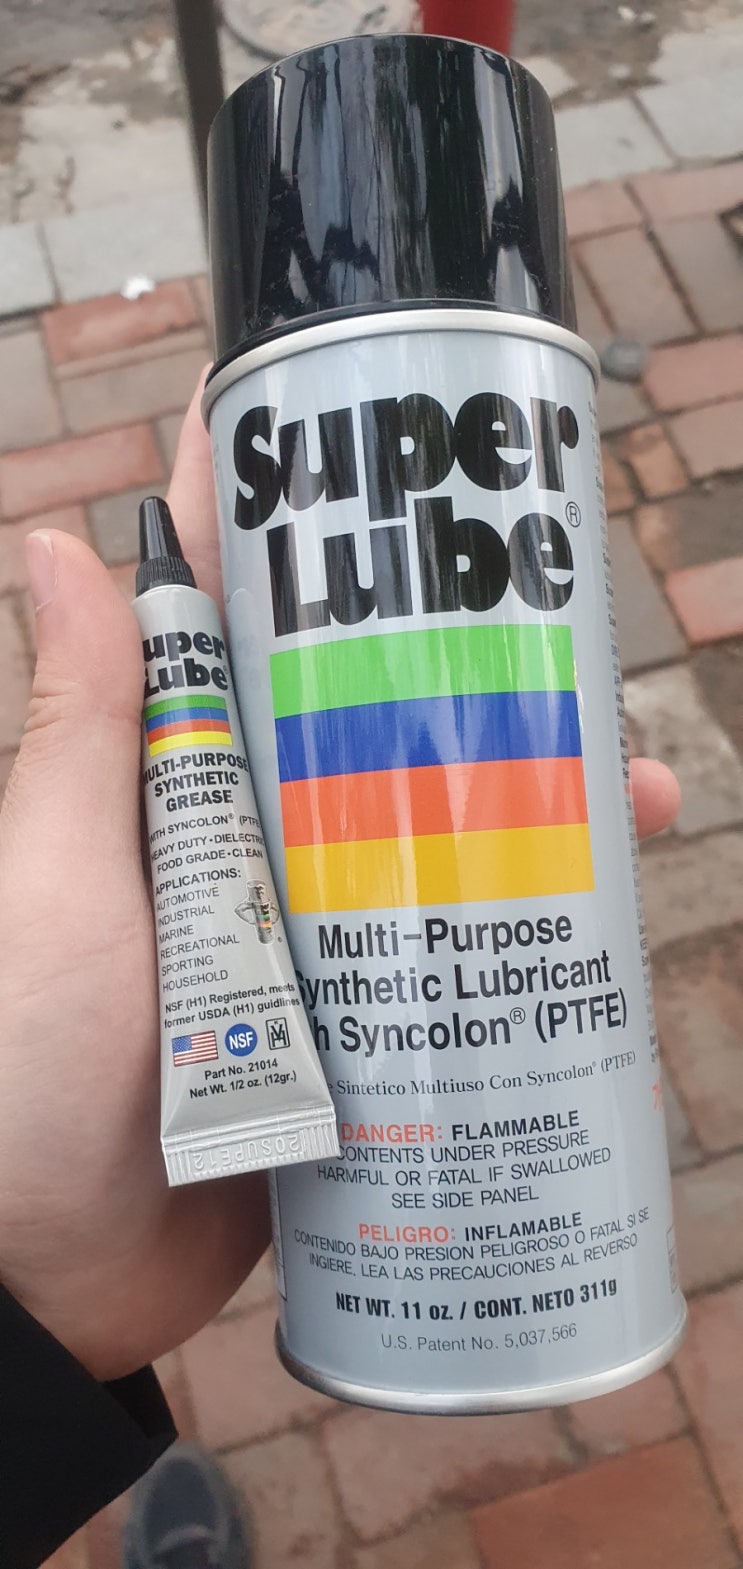 Super
Lube®
Multi-Purpose
Synthetic Lubricant
h Syncolon® (PTFE)
e Sintetico Multiuso Con Syncolon® (PTFE)
DANGER: FLAMMABLE
CONTENTS UNDER PRESSURE
HARMFUL OR FATAL IF SWALLOWED
SEE SIDE PANEL
PELIGRO: INFLAMABLE
CONTENIDO BAJO PRESION PELIGROSO O FATAL SI SE
INGIERE. LEA LAS PRECAUCIONES AL REVERSO
NET WT. 11 oz. / CONT. NETO 311g
U.S. Patent No. 5,037,566
Super
Lube®
MULTI-PURPOSE
SYNTHETIC
GREASE
WITH SYNCOLON® (PTFE
HEAVY DUTY•DIELECTRI
FOOD GRADE•CLEAN
APPLICATIONS:
AUTOMOTIVE
INDUSTRIAL
MARINE
RECREATIONAL
SPORTING
HOUSEHOLD
NSF (H1) Registered, meets
former USDA (H1) guidlines
NSF
Part No. 21014
Net Wt. 1/2 oz. (12gr.)
20SUPE12